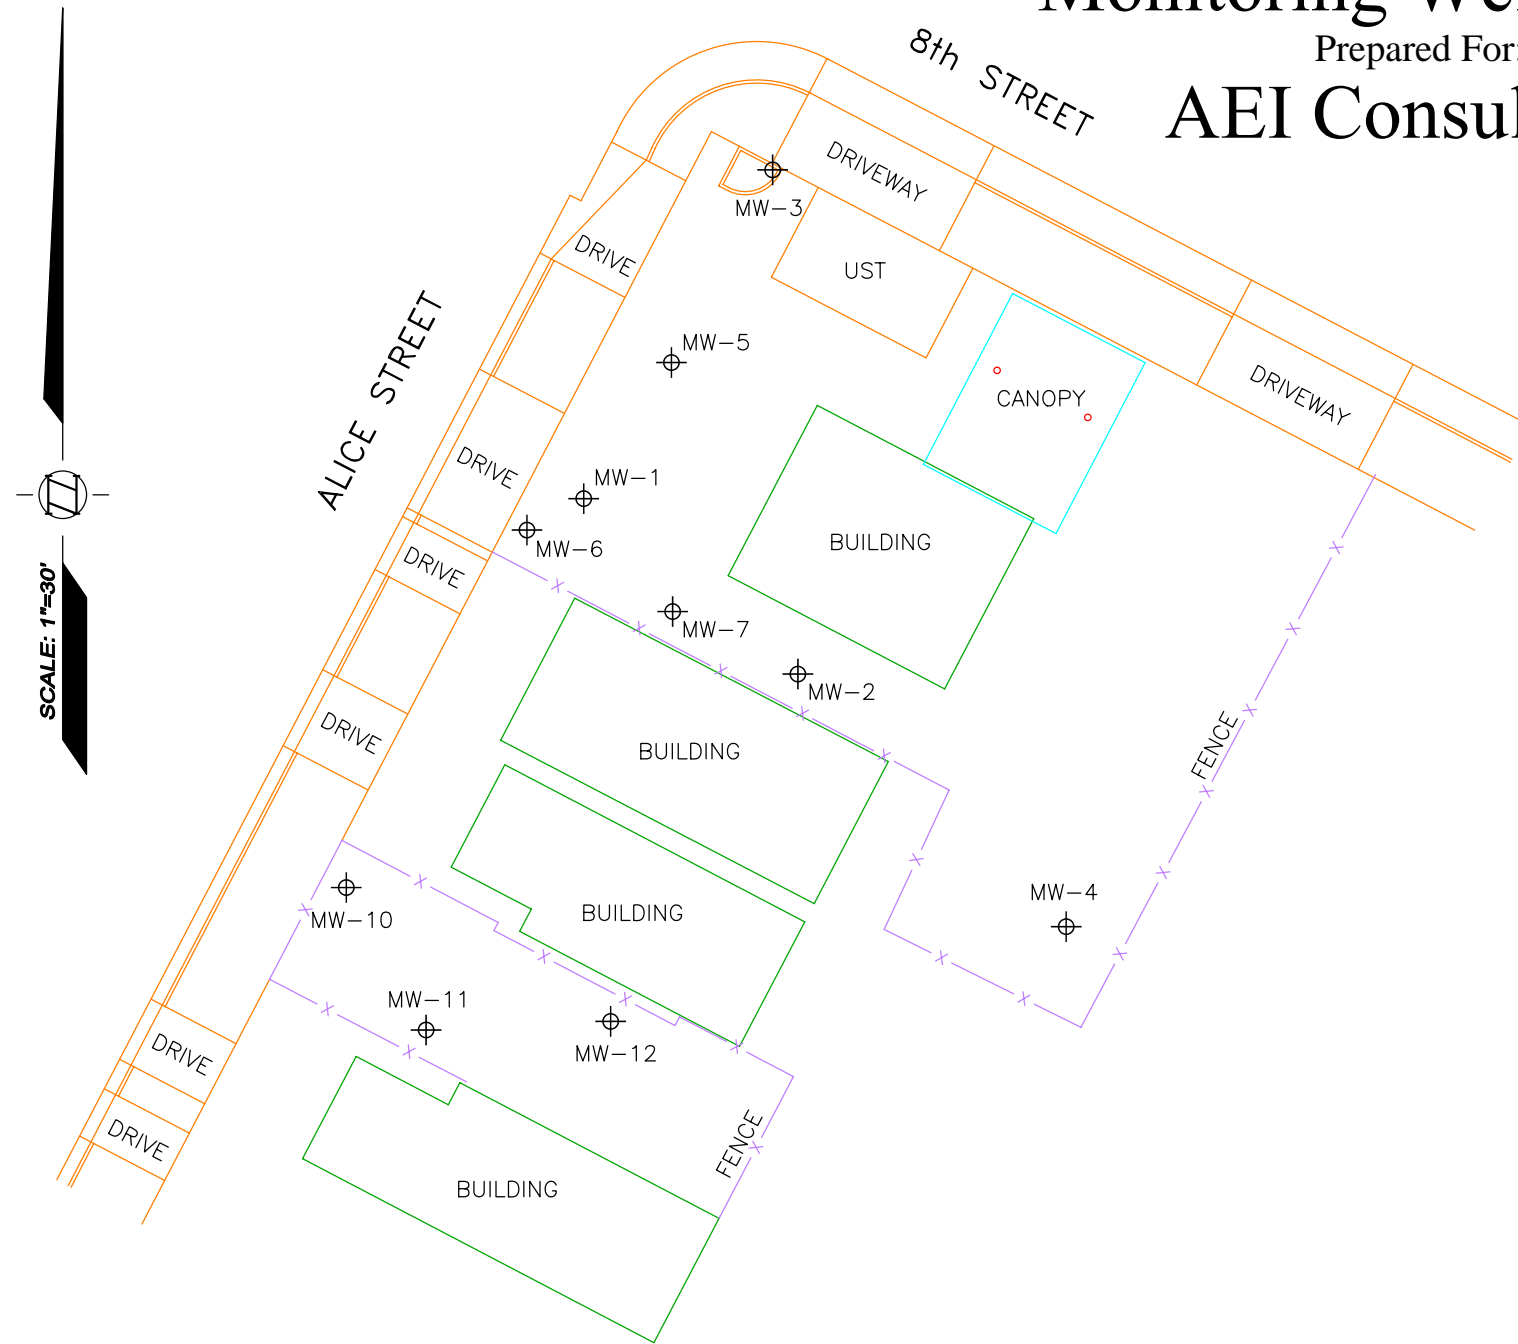 Monitoring We
Prepared For:
AEI Consul
8th STREET
DRIVEWAY
MW-3
DRIVE
UST
ALICE STREET
MW-5
CANOPY
DRIVEWAY
DRIVE
MW-1
MW-6
BUILDING
DRIVE
SCALE: 1"=30'
MW-7
MW-2
DRIVE
BUILDING
FENCE
MW-4
BUILDING
MW-10
MW-11
MW-12
DRIVE
DRIVE
FENCE
BUILDING